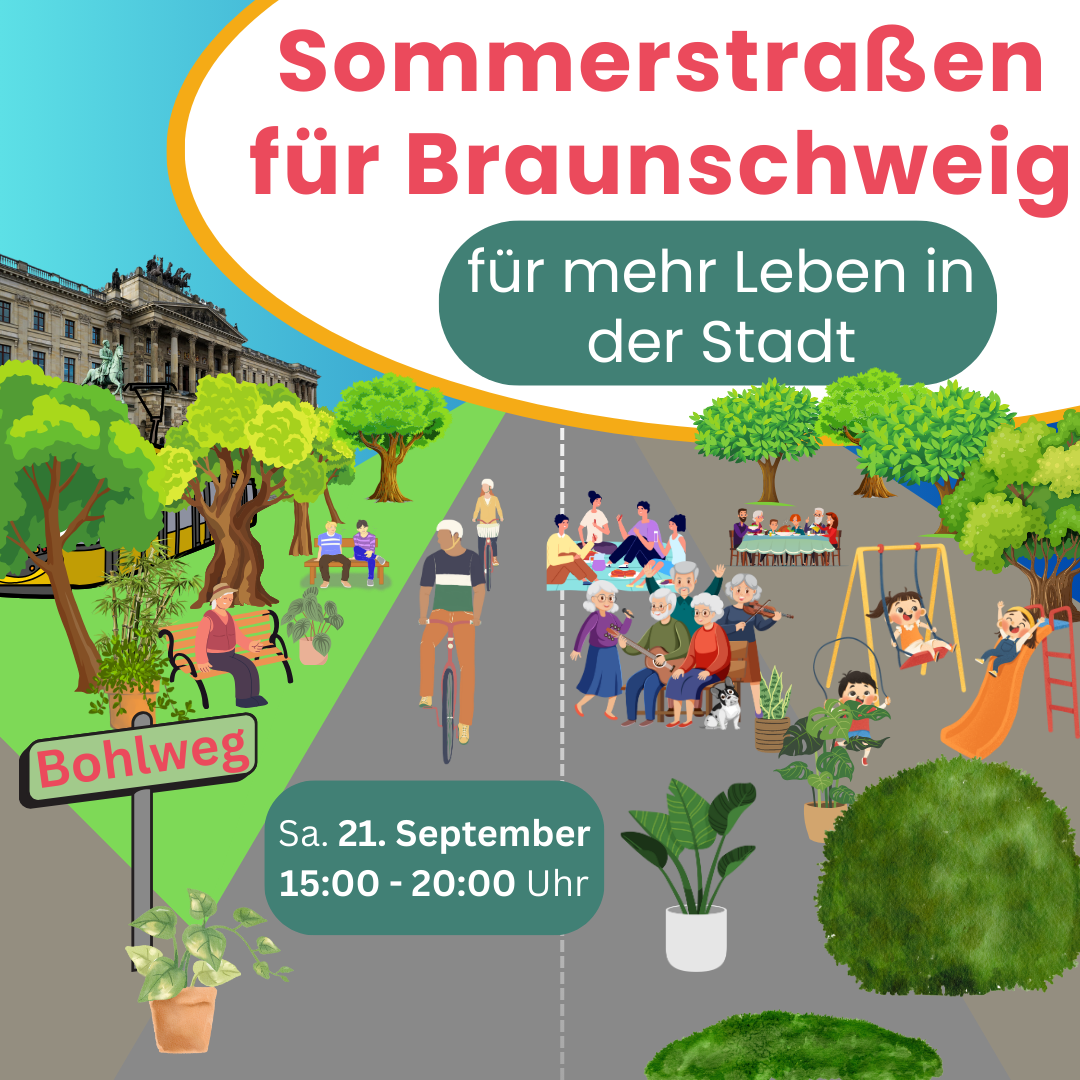 Sommerstraßen
für Braunschweig
für mehr Leben in
der Stadt
Bohlweg
Sa. 21. September
15:00 - 20:00 Uhr